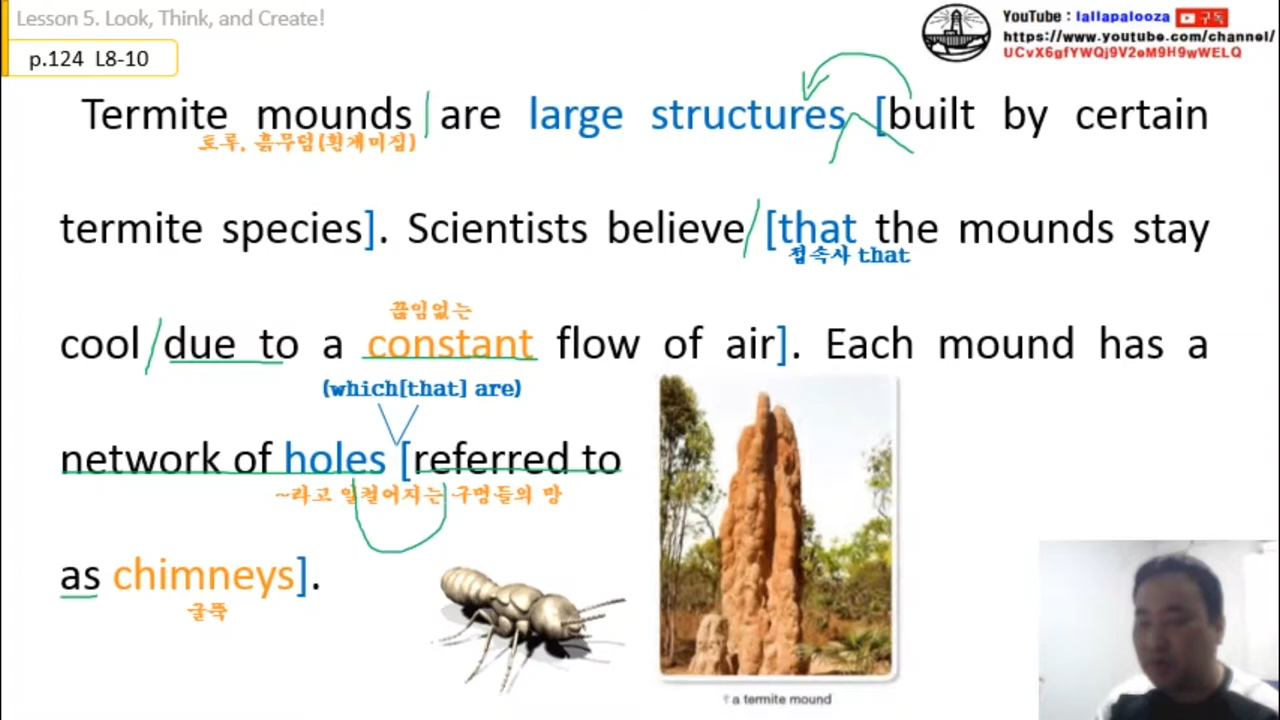 Lesson 5. Look, Think, and Create!
p.124 L8-10
YouTube : lallapalooza 구독
https://www.youtube.com/channel/
UCvX6gfYWQj9V2eM9H9wWELQ
Termite mounds are large structures [built by certain
토루, 흙무덤(흰개미집)
termite species]. Scientists believe [that the mounds stay
접속사 that
끊임없는
cool due to a constant flow of air]. Each mound has a
(which[that] are)
network of holes [referred to
~라고 일컬어지는 구멍들의 망
as chimneys].
굴뚝
↑ a termite mound